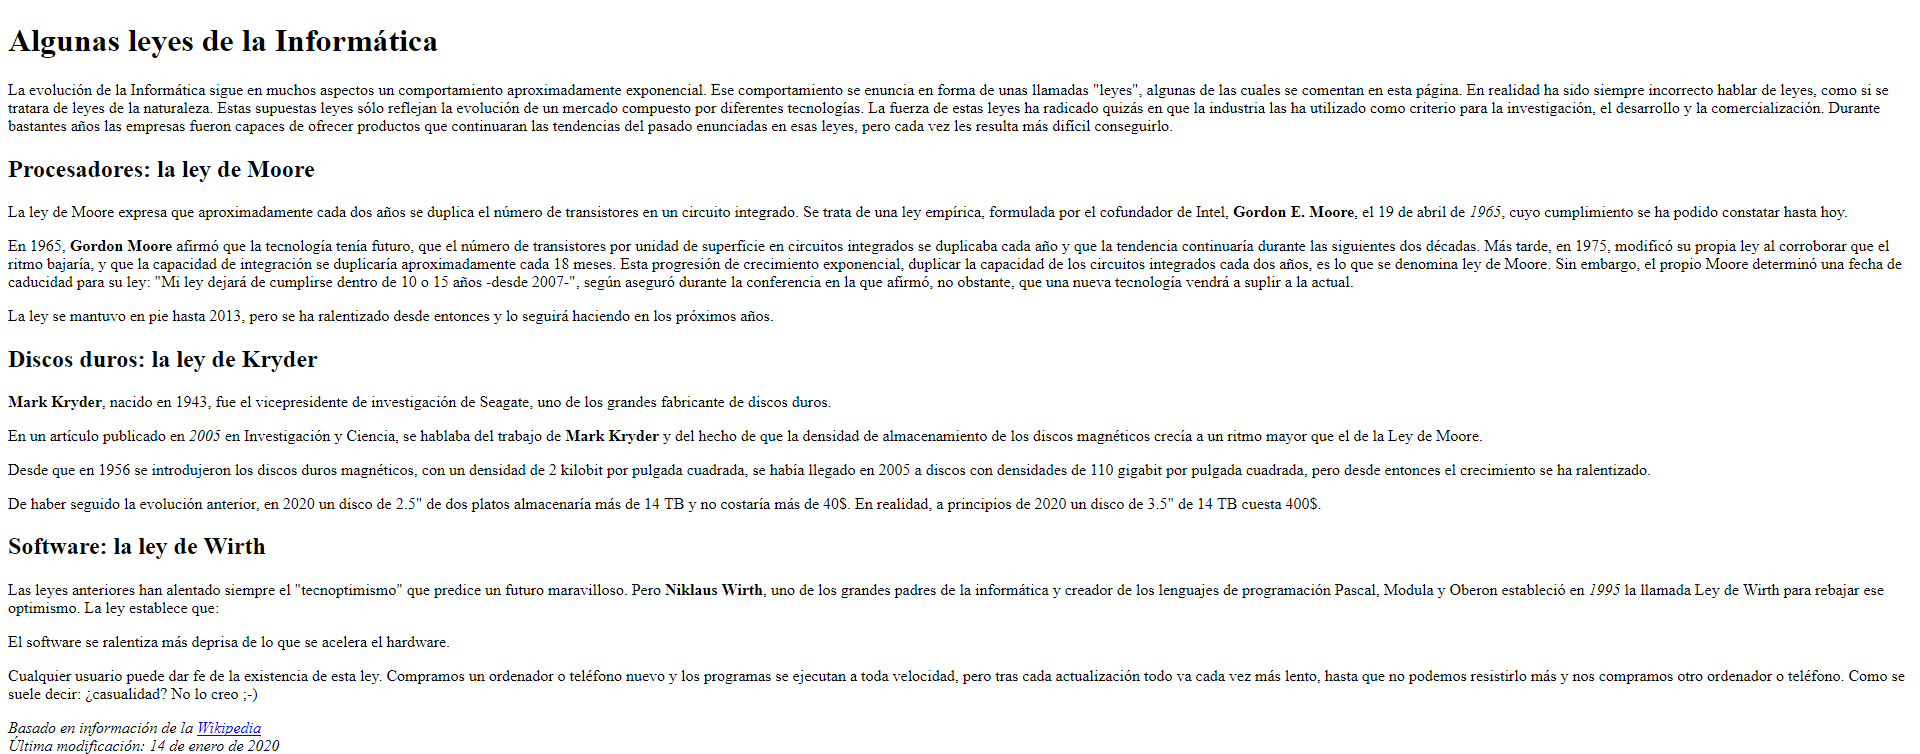 Algunas leyes de la Informática
La evolución de la Informática sigue en muchos aspectos un comportamiento aproximadamente exponencial. Ese comportamiento se enuncia en forma de unas llamadas "leyes", algunas de las cuales se comentan en esta página. En realidad ha sido siempre incorrecto hablar de leyes, como si se
tratara de leyes de la naturaleza. Estas supuestas leyes sólo reflejan la evolución de un mercado compuesto por diferentes tecnologías. La fuerza de estas leyes ha radicado quizás en que la industria las ha utilizado como criterio para la investigación, el desarrollo y la comercialización. Durante
bastantes años las empresas fueron capaces de ofrecer productos que continuaran las tendencias del pasado enunciadas en esas leyes, pero cada vez les resulta más difícil conseguirlo.
Procesadores: la ley de Moore
La ley de Moore expresa que aproximadamente cada dos años se duplica el número de transistores en un circuito integrado. Se trata de una ley empírica, formulada por el cofundador de Intel, Gordon E. Moore, el 19 de abril de 1965, cuyo cumplimiento se ha podido constatar hasta hoy.
En 1965, Gordon Moore afirmó que la tecnología tenía futuro, que el número de transistores por unidad de superficie en circuitos integrados se duplicaba cada año y que la tendencia continuaría durante las siguientes dos décadas. Más tarde, en 1975, modificó su propia ley al corroborar que el
ritmo bajaría, y que la capacidad de integración se duplicaría aproximadamente cada 18 meses. Esta progresión de crecimiento exponencial, duplicar la capacidad de los circuitos integrados cada dos años, es lo que se denomina ley de Moore. Sin embargo, el propio Moore determinó una fecha de
caducidad para su ley: "Mi ley dejará de cumplirse dentro de 10 o 15 años -desde 2007-", según aseguró durante la conferencia en la que afirmó, no obstante, que una nueva tecnología vendrá a suplir a la actual.
La ley se mantuvo en pie hasta 2013, pero se ha ralentizado desde entonces y lo seguirá haciendo en los próximos años.
Discos duros: la ley de Kryder
Mark Kryder, nacido en 1943, fue el vicepresidente de investigación de Seagate, uno de los grandes fabricante de discos duros.
En un artículo publicado en 2005 en Investigación y Ciencia, se hablaba del trabajo de Mark Kryder y del hecho de que la densidad de almacenamiento de los discos magnéticos crecía a un ritmo mayor que el de la Ley de Moore.
Desde que en 1956 se introdujeron los discos duros magnéticos, con un densidad de 2 kilobit por pulgada cuadrada, se había llegado en 2005 a discos con densidades de 110 gigabit por pulgada cuadrada, pero desde entonces el crecimiento se ha ralentizado.
De haber seguido la evolución anterior, en 2020 un disco de 2.5" de dos platos almacenaría más de 14 TB y no costaría más de 40$. En realidad, a principios de 2020 un disco de 3.5" de 14 TB cuesta 400$.
Software: la ley de Wirth
Las leyes anteriores han alentado siempre el "tecnoptimismo" que predice un futuro maravilloso. Pero Niklaus Wirth, uno de los grandes padres de la informática y creador de los lenguajes de programación Pascal, Modula y Oberon estableció en 1995 la llamada Ley de Wirth para rebajar ese
optimismo. La ley establece que:
El software se ralentiza más deprisa de lo que se acelera el hardware.
Cualquier usuario puede dar fe de la existencia de esta ley. Compramos un ordenador o teléfono nuevo y los programas se ejecutan a toda velocidad, pero tras cada actualización todo va cada vez más lento, hasta que no podemos resistirlo más y nos compramos otro ordenador o teléfono. Como se
suele decir: ¿casualidad? No lo creo ;-)
Basado en información de la Wikipedia
Última modificación: 14 de enero de 2020